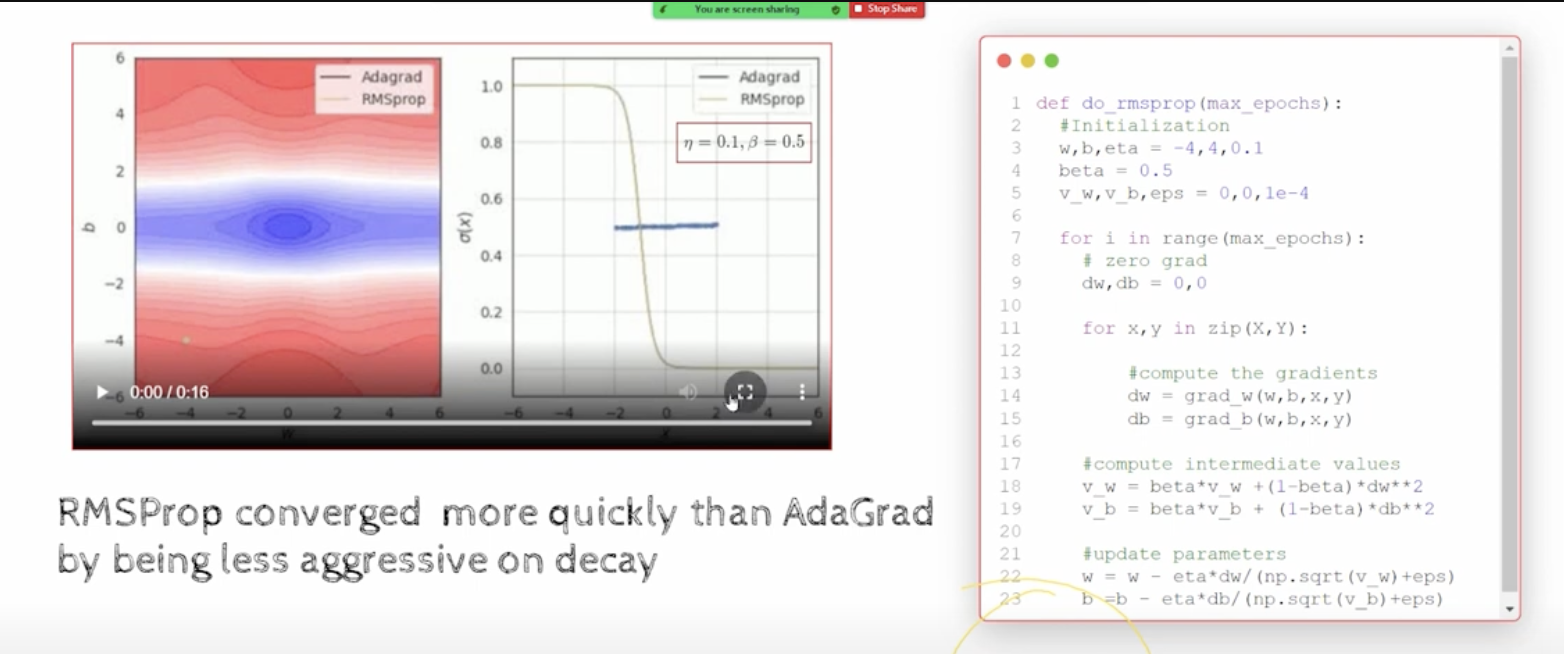 You are screen sharing
Stop Share
6
4
2
0
−2
−4
−6
b
Adagrad
RMSprop
−6 −4 −2 0 2 4 6
w
1.0
0.8
0.6
0.4
0.2
0.0
σ(x)
Adagrad
RMSprop
η = 0.1, β = 0.5
−6 −4 −2 0 2 4 6
x
0:00 / 0:16
RMSProp converged more quickly than AdaGrad
by being less aggressive on decay
1 def do_rmsprop(max_epochs):
2 #Initialization
3 w,b,eta = -4,4,0.1
4 beta = 0.5
5 v_w,v_b,eps = 0,0,1e-4
6
7 for i in range(max_epochs):
8 # zero grad
9 dw,db = 0,0
10
11 for x,y in zip(X,Y):
12
13 #compute the gradients
14 dw = grad_w(w,b,x,y)
15 db = grad_b(w,b,x,y)
16
17 #compute intermediate values
18 v_w = beta*v_w +(1-beta)*dw**2
19 v_b = beta*v_b + (1-beta)*db**2
20
21 #update parameters
22 w = w - eta*dw/(np.sqrt(v_w)+eps)
23 b =b - eta*db/(np.sqrt(v_b)+eps)